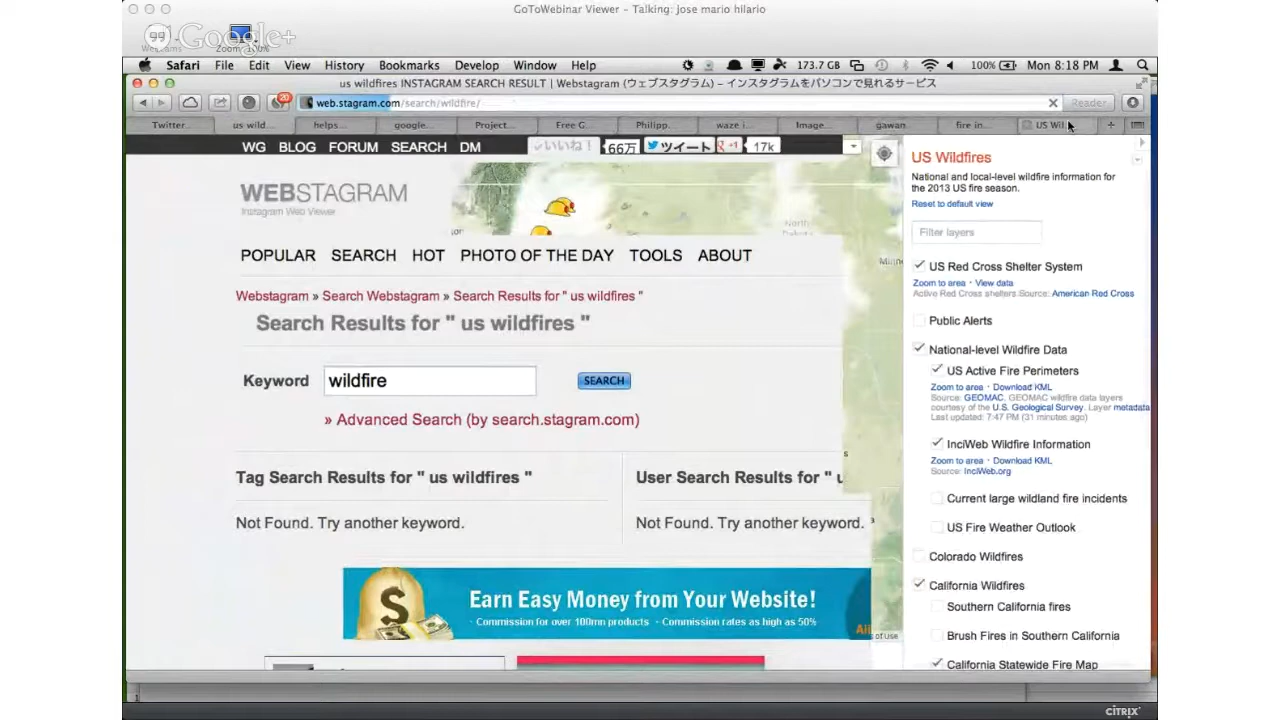 GoToWebinar Viewer - Talking: jose mario hilario
Google+
Safari File Edit View History Bookmarks Develop Window Help 173.7 GB 100% Mon 8:18 PM
us wildfires INSTAGRAM SEARCH RESULT | Webstagram (ウェブスタグラム) – インスタグラムをパソコンで見れるサービス
20
web.stagram.com/search/wildfire/
Reader
Twitter... us wild... helps... google... Project... Free G... Philipp... waze i... Image... gawan... fire in... US Wil
WG BLOG FORUM SEARCH DM いいね! 66万 ツイート +1 17k
WEBSTAGRAM
Instagram Web Viewer
North
Dakota
POPULAR SEARCH HOT PHOTO OF THE DAY TOOLS ABOUT
Webstagram » Search Webstagram » Search Results for " us wildfires "
Search Results for " us wildfires "
Keyword wildfire SEARCH
» Advanced Search (by search.stagram.com)
Tag Search Results for " us wildfires "
Not Found. Try another keyword.
User Search Results for " u
Not Found. Try another keyword.
$
Earn Easy Money from Your Website!
· Commission for over 100mn products · Commission rates as high as 50%
of use
US Wildfires
National and local-level wildfire information for
the 2013 US fire season.
Reset to default view
Filter layers
US Red Cross Shelter System
Zoom to area · View data
Active Red Cross shelters Source: American Red Cross
Public Alerts
National-level Wildfire Data
US Active Fire Perimeters
Zoom to area · Download KML
Source: GEOMAC. GEOMAC wildfire data layers
courtesy of the U.S. Geological Survey. Layer metadata
Last updated: 7:47 PM (31 minutes ago)
InciWeb Wildfire Information
Zoom to area · Download KML
Source: InciWeb.org
Current large wildland fire incidents
US Fire Weather Outlook
Colorado Wildfires
California Wildfires
Southern California fires
Brush Fires in Southern California
California Statewide Fire Map
CITRIX